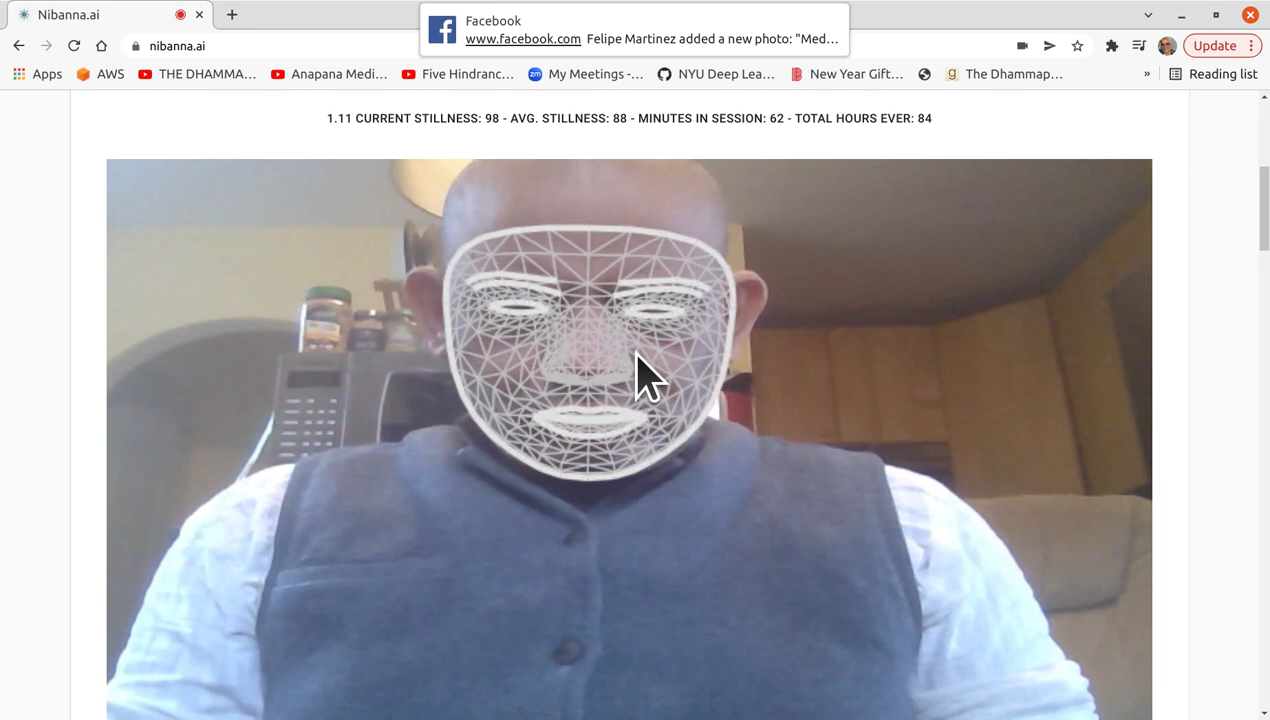 Nibanna.ai
Facebook
www.facebook.com Felipe Martinez added a new photo: "Med…
nibanna.ai
Update
Apps
AWS
THE DHAMMA…
Anapana Medi…
Five Hindranc…
zm
My Meetings -…
NYU Deep Lea…
New Year Gift…
The Dhammap…
»
Reading list
1.11 CURRENT STILLNESS: 98 - AVG. STILLNESS: 88 - MINUTES IN SESSION: 62 - TOTAL HOURS EVER: 84